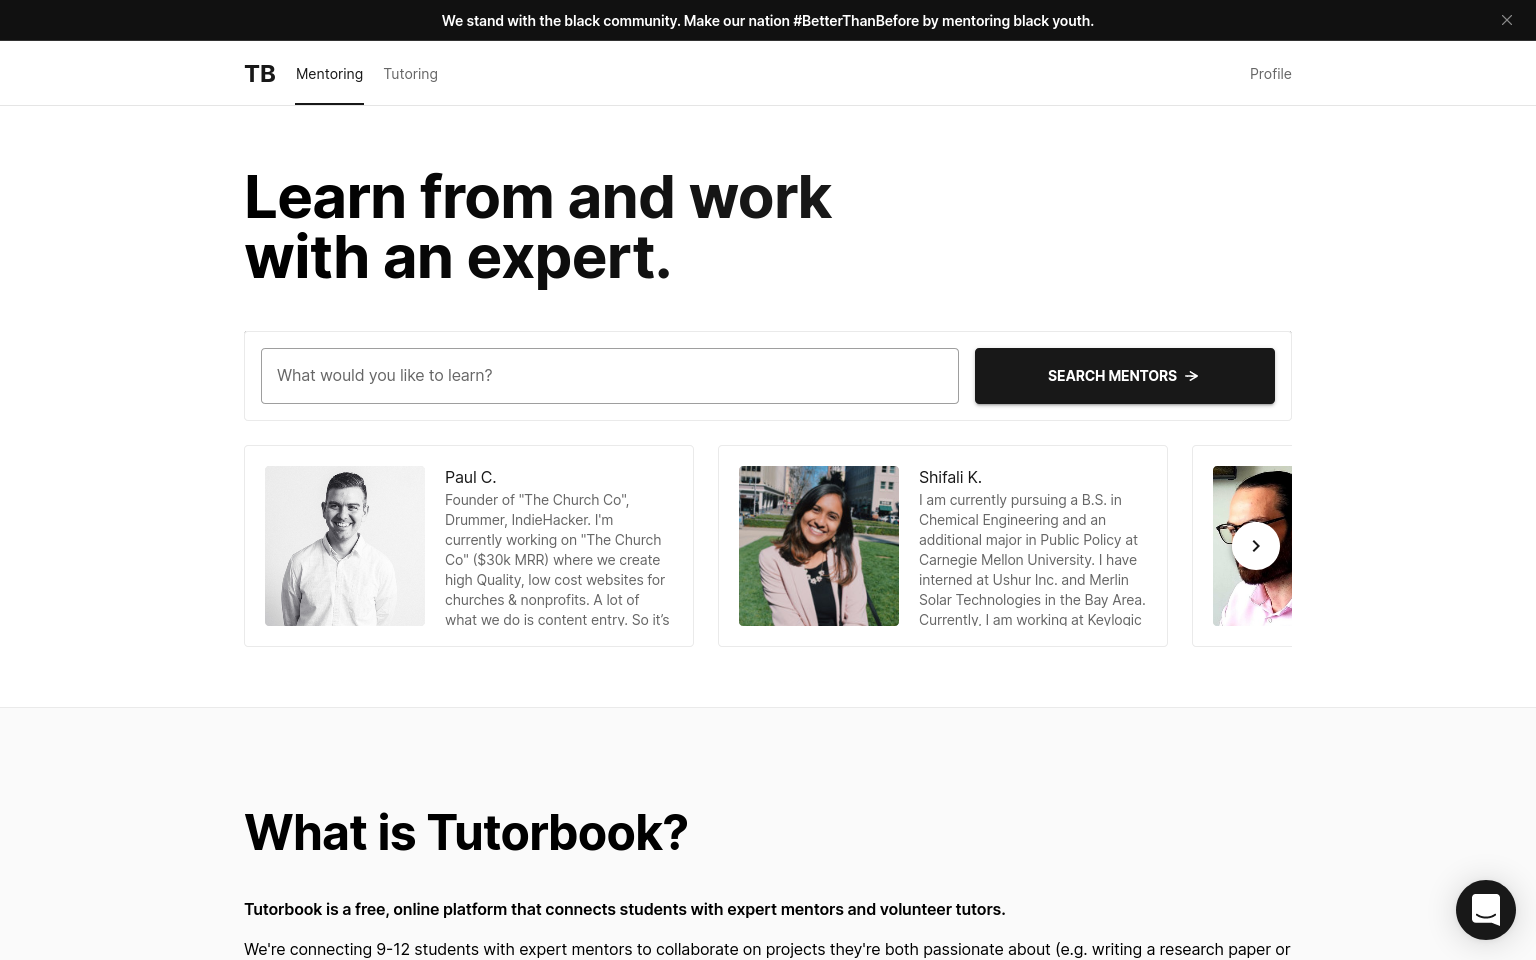 We stand with the black community. Make our nation #BetterThanBefore by mentoring black youth.
TB
Mentoring
Tutoring
Profile
Learn from and work
with an expert.
What would you like to learn?
SEARCH MENTORS
Paul C.
Founder of "The Church Co",
Drummer, IndieHacker. I'm
currently working on "The Church
Co" ($30k MRR) where we create
high Quality, low cost websites for
churches & nonprofits. A lot of
what we do is content entry. So it’s
Shifali K.
I am currently pursuing a B.S. in
Chemical Engineering and an
additional major in Public Policy at
Carnegie Mellon University. I have
interned at Ushur Inc. and Merlin
Solar Technologies in the Bay Area.
Currently, I am working at Keylogic
What is Tutorbook?
Tutorbook is a free, online platform that connects students with expert mentors and volunteer tutors.
We're connecting 9-12 students with expert mentors to collaborate on projects they're both passionate about (e.g. writing a research paper or